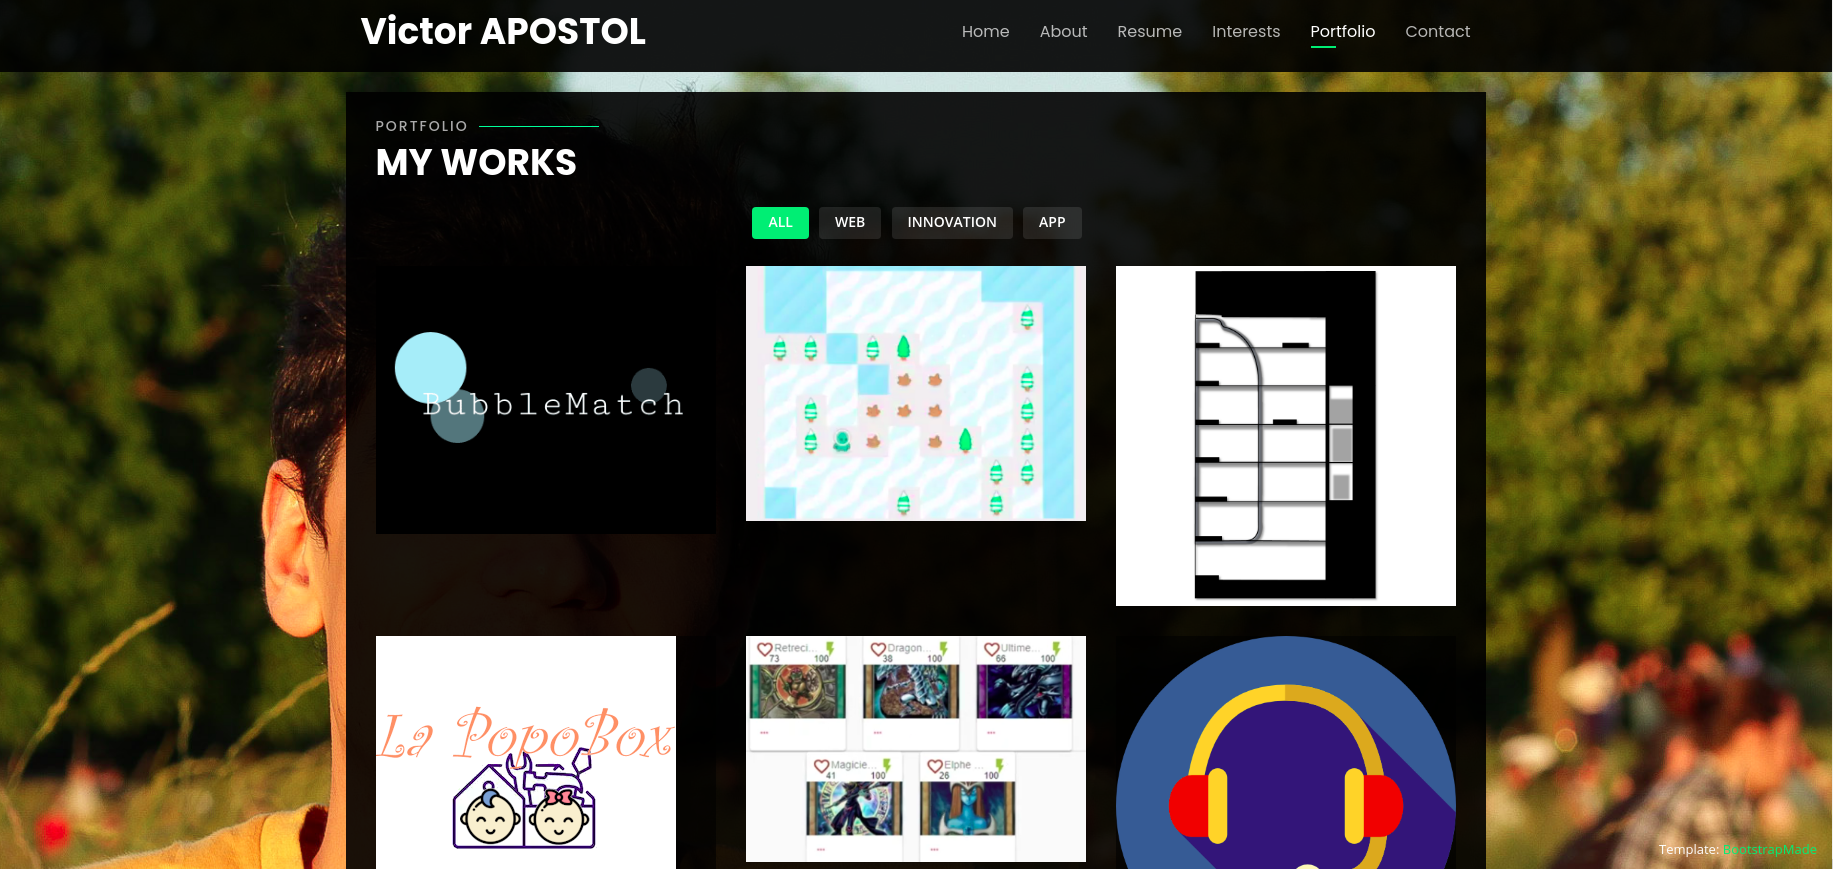 Victor APOSTOL
Home About Resume Interests Portfolio Contact
PORTFOLIO
MY WORKS
ALL WEB INNOVATION APP
BubbleMatch
La PopoBox
Retreci... 73 100
Dragon... 38 100
Ultime... 66 100
Magicie... 41 100
Elphe ... 26 100
Template: BootstrapMade